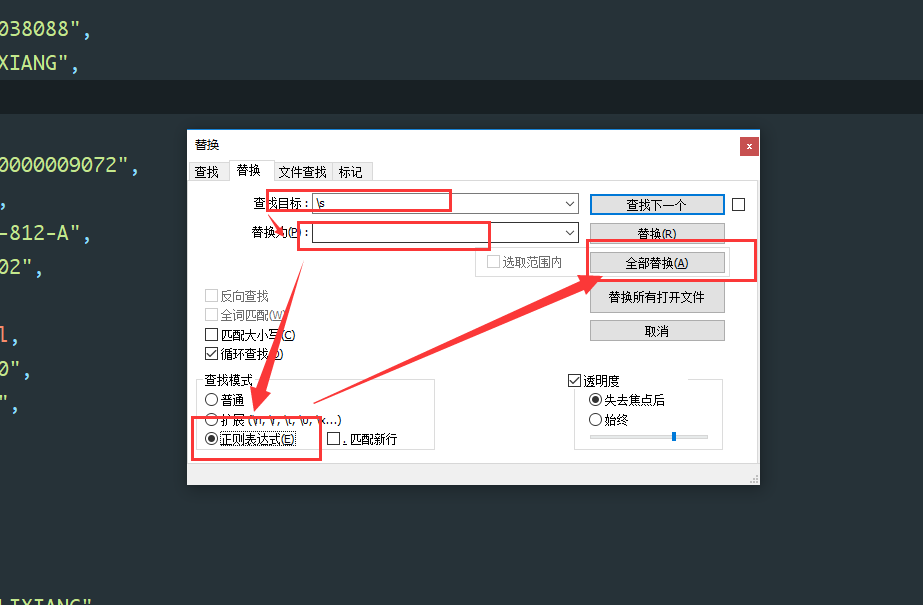 038088",
XIANG",
0000009072",
,
-812-A",
02",
l,
0",
",
替换
x
查找 替换 文件查找 标记
查找目标： \s 查找下一个
替换为(P)： 替换(R)
选取范围内 全部替换(A)
替换所有打开文件
取消
反向查找
全词匹配(W)
匹配大小写(C)
循环查找(D)
查找模式
普通
扩展 (\n, \r, \t, \0, \x...)
正则表达式(E) . 匹配新行
透明度
失去焦点后
始终
LIXIANG"